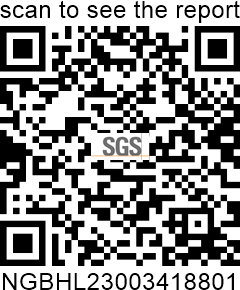 scan to see the report
SGS
NGBHL23003418801